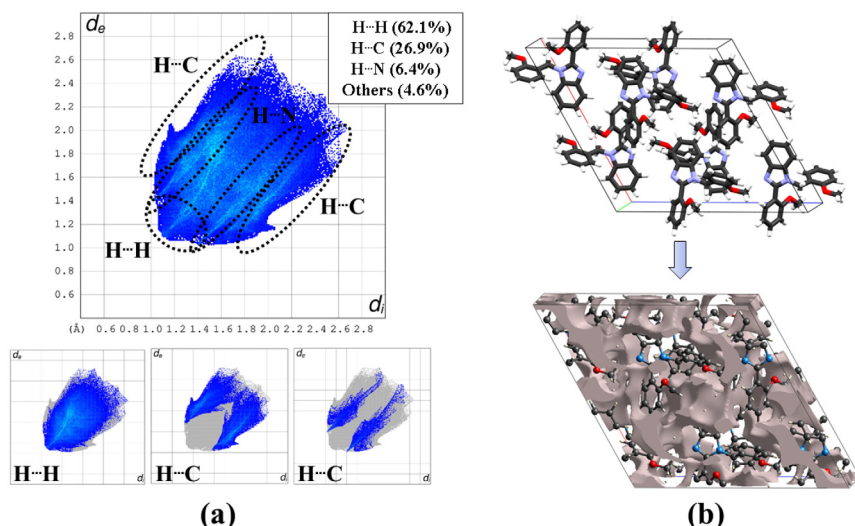 dₑ
2.8
2.6
2.4
2.2
2.0
1.8
1.6
1.4
1.2
1.0
0.8
0.6
H···H (62.1%)
H···C (26.9%)
H···N (6.4%)
Others (4.6%)
H···C
H···N
H···C
H···H
dᵢ
(Å) 0.6 0.8 1.0 1.2 1.4 1.6 1.8 2.0 2.2 2.4 2.6 2.8
dₑ
H···H
dᵢ
dₑ
H···C
dᵢ
dₑ
H···C
dᵢ
(a)
(b)